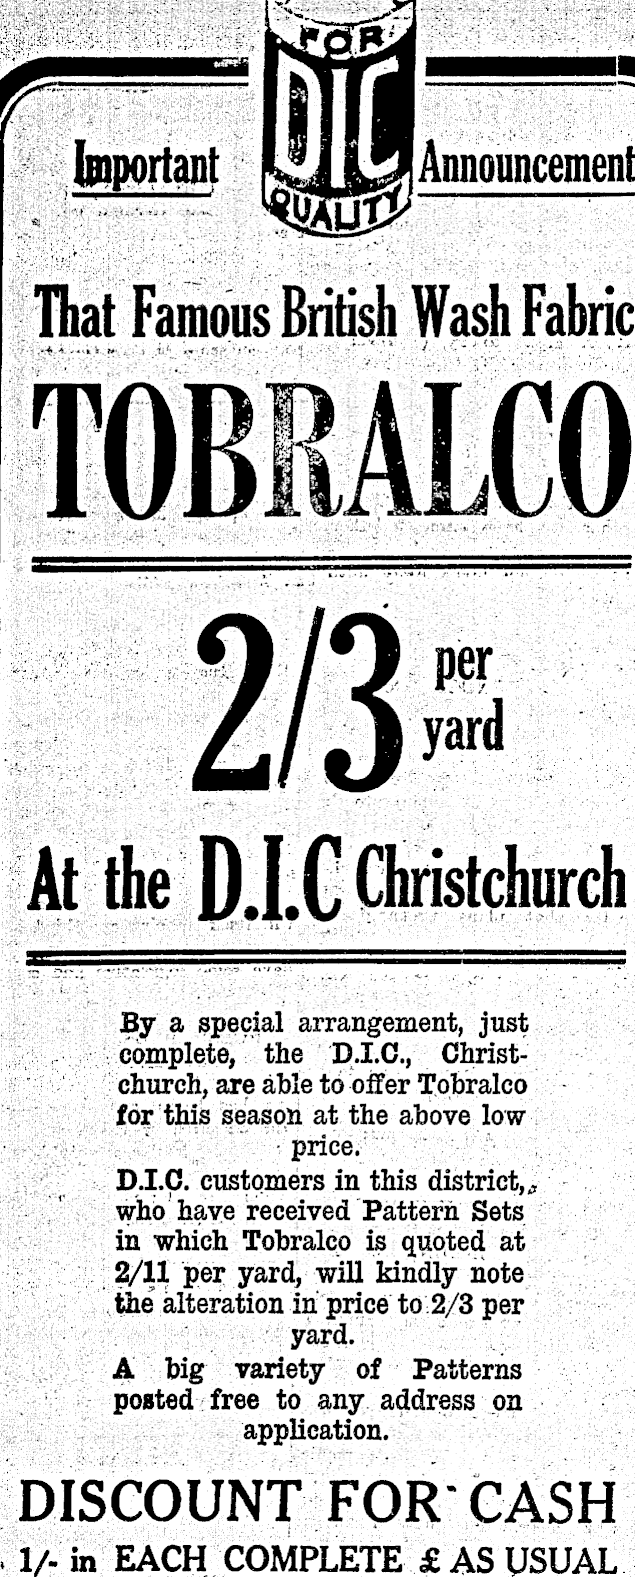 FOR
DIC
QUALITY
Important Announcement
That Famous British Wash Fabric
TOBRALCO
2/3 per
yard
At the D.I.C Christchurch
By a special arrangement, just
complete, the D.I.C., Christ-
church, are able to offer Tobralco
for this season at the above low
price.
D.I.C. customers in this district,
who have received Pattern Sets
in which Tobralco is quoted at
2/11 per yard, will kindly note
the alteration in price to 2/3 per
yard.
A big variety of Patterns
posted free to any address on
application.
DISCOUNT FOR CASH
1/- in EACH COMPLETE £ AS USUAL